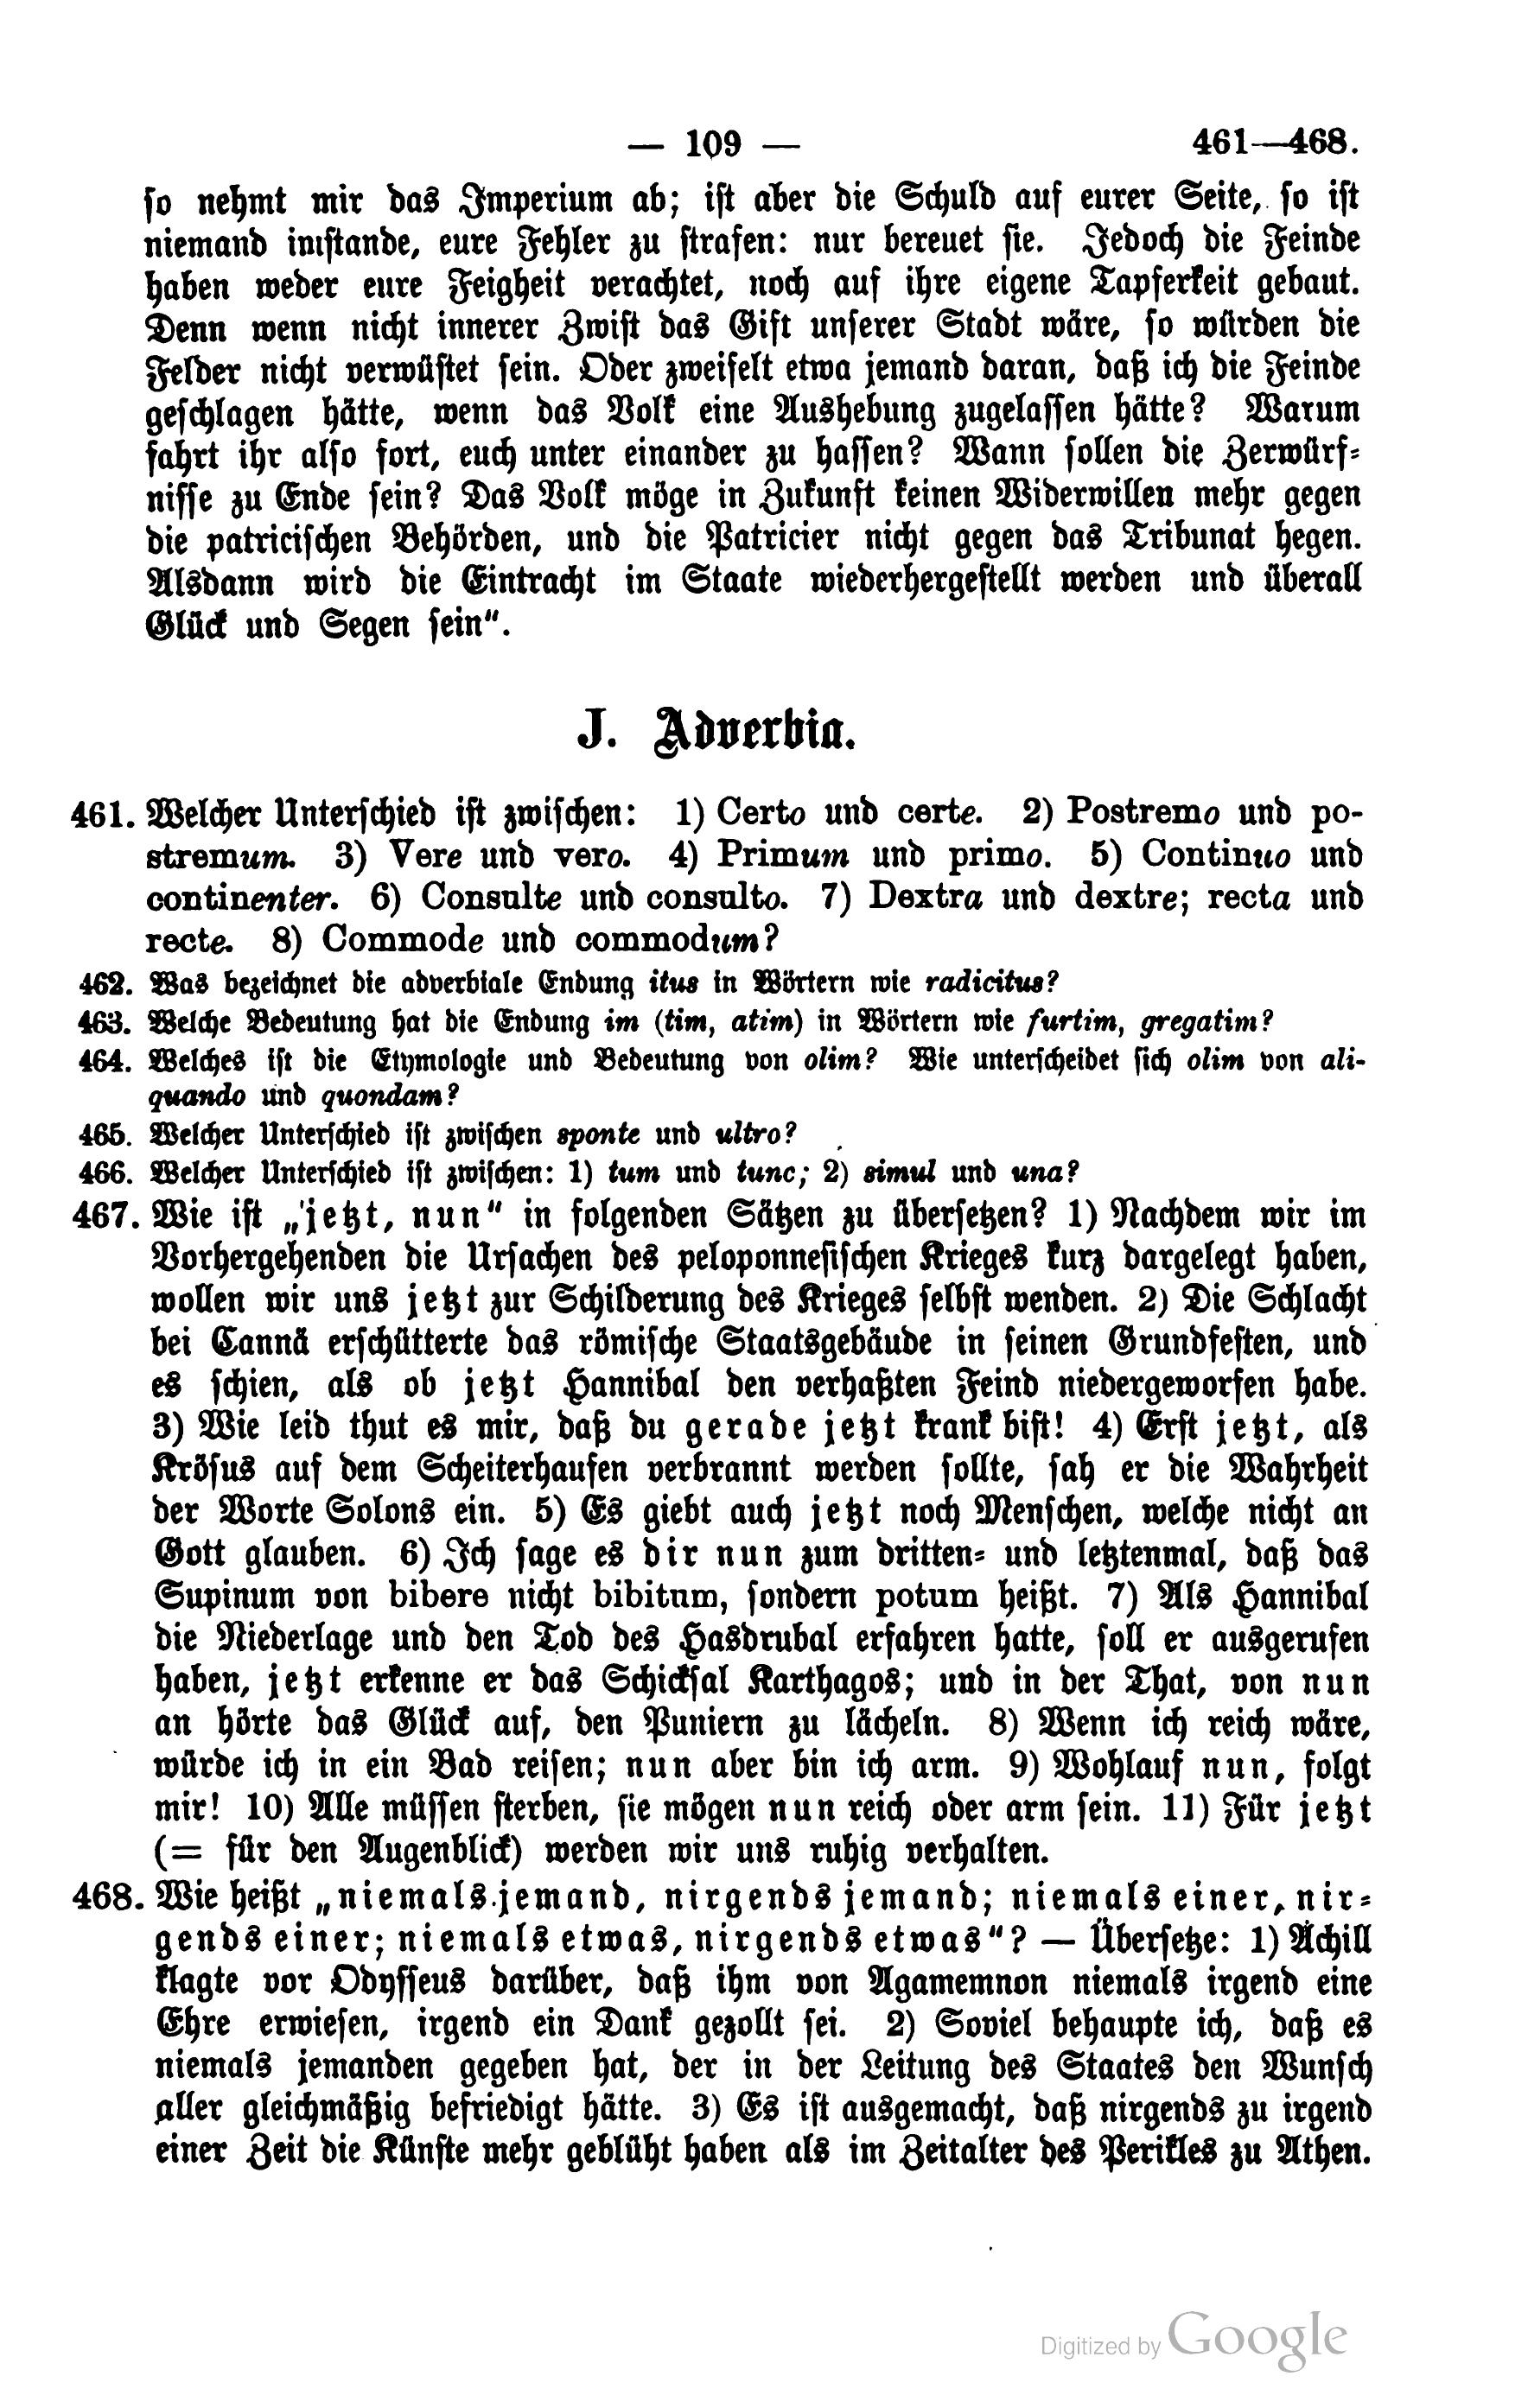 — 109 — 461—468.
so nehmt mir das Imperium ab; ist aber die Schuld auf eurer Seite, so ist
niemand imstande, eure Fehler zu strafen: nur bereuet sie. Jedoch die Feinde
haben weder eure Feigheit verachtet, noch auf ihre eigene Tapferkeit gebaut.
Denn wenn nicht innerer Zwist das Gift unserer Stadt wäre, so würden die
Felder nicht verwüstet sein. Oder zweifelt etwa jemand daran, daß ich die Feinde
geschlagen hätte, wenn das Volk eine Aushebung zugelassen hätte? Warum
fahrt ihr also fort, euch unter einander zu hassen? Wann sollen die Zerwürf-
nisse zu Ende sein? Das Volk möge in Zukunft keinen Widerwillen mehr gegen
die patricischen Behörden, und die Patricier nicht gegen das Tribunat hegen.
Alsdann wird die Eintracht im Staate wiederhergestellt werden und überall
Glück und Segen sein“.
J. Adverbia.
461. Welcher Unterschied ist zwischen: 1) Certo und certe. 2) Postremo und po-
stremum. 3) Vere und vero. 4) Primum und primo. 5) Continuo und
continenter. 6) Consulte und consulto. 7) Dextra und dextre; recta und
recte. 8) Commode und commodum?
462. Was bezeichnet die adverbiale Endung itus in Wörtern wie radicitus?
463. Welche Bedeutung hat die Endung im (tim, atim) in Wörtern wie furtim, gregatim?
464. Welches ist die Etymologie und Bedeutung von olim? Wie unterscheidet sich olim von ali-
quando und quondam?
465. Welcher Unterschied ist zwischen sponte und ultro?
466. Welcher Unterschied ist zwischen: 1) tum und tunc; 2) simul und una?
467. Wie ist „jetzt, nun“ in folgenden Sätzen zu übersetzen? 1) Nachdem wir im
Vorhergehenden die Ursachen des peloponnesischen Krieges kurz dargelegt haben,
wollen wir uns jetzt zur Schilderung des Krieges selbst wenden. 2) Die Schlacht
bei Cannä erschütterte das römische Staatsgebäude in seinen Grundfesten, und
es schien, als ob jetzt Hannibal den verhaßten Feind niedergeworfen habe.
3) Wie leid thut es mir, daß du gerade jetzt krank bist! 4) Erst jetzt, als
Krösus auf dem Scheiterhaufen verbrannt werden sollte, sah er die Wahrheit
der Worte Solons ein. 5) Es giebt auch jetzt noch Menschen, welche nicht an
Gott glauben. 6) Ich sage es dir nun zum dritten- und letztenmal, daß das
Supinum von bibere nicht bibitum, sondern potum heißt. 7) Als Hannibal
die Niederlage und den Tod des Hasdrubal erfahren hatte, soll er ausgerufen
haben, jetzt erkenne er das Schicksal Karthagos; und in der That, von nun
an hörte das Glück auf, den Puniern zu lächeln. 8) Wenn ich reich wäre,
würde ich in ein Bad reisen; nun aber bin ich arm. 9) Wohlauf nun, folgt
mir! 10) Alle müssen sterben, sie mögen nun reich oder arm sein. 11) Für jetzt
(= für den Augenblick) werden wir uns ruhig verhalten.
468. Wie heißt „niemals jemand, nirgends jemand; niemals einer, nir-
gends einer; niemals etwas, nirgends etwas“? — Übersetze: 1) Achill
klagte vor Odysseus darüber, daß ihm von Agamemnon niemals irgend eine
Ehre erwiesen, irgend ein Dank gezollt sei. 2) Soviel behaupte ich, daß es
niemals jemanden gegeben hat, der in der Leitung des Staates den Wunsch
aller gleichmäßig befriedigt hätte. 3) Es ist ausgemacht, daß nirgends zu irgend
einer Zeit die Künste mehr geblüht haben als im Zeitalter des Perikles zu Athen.
Digitized by Google